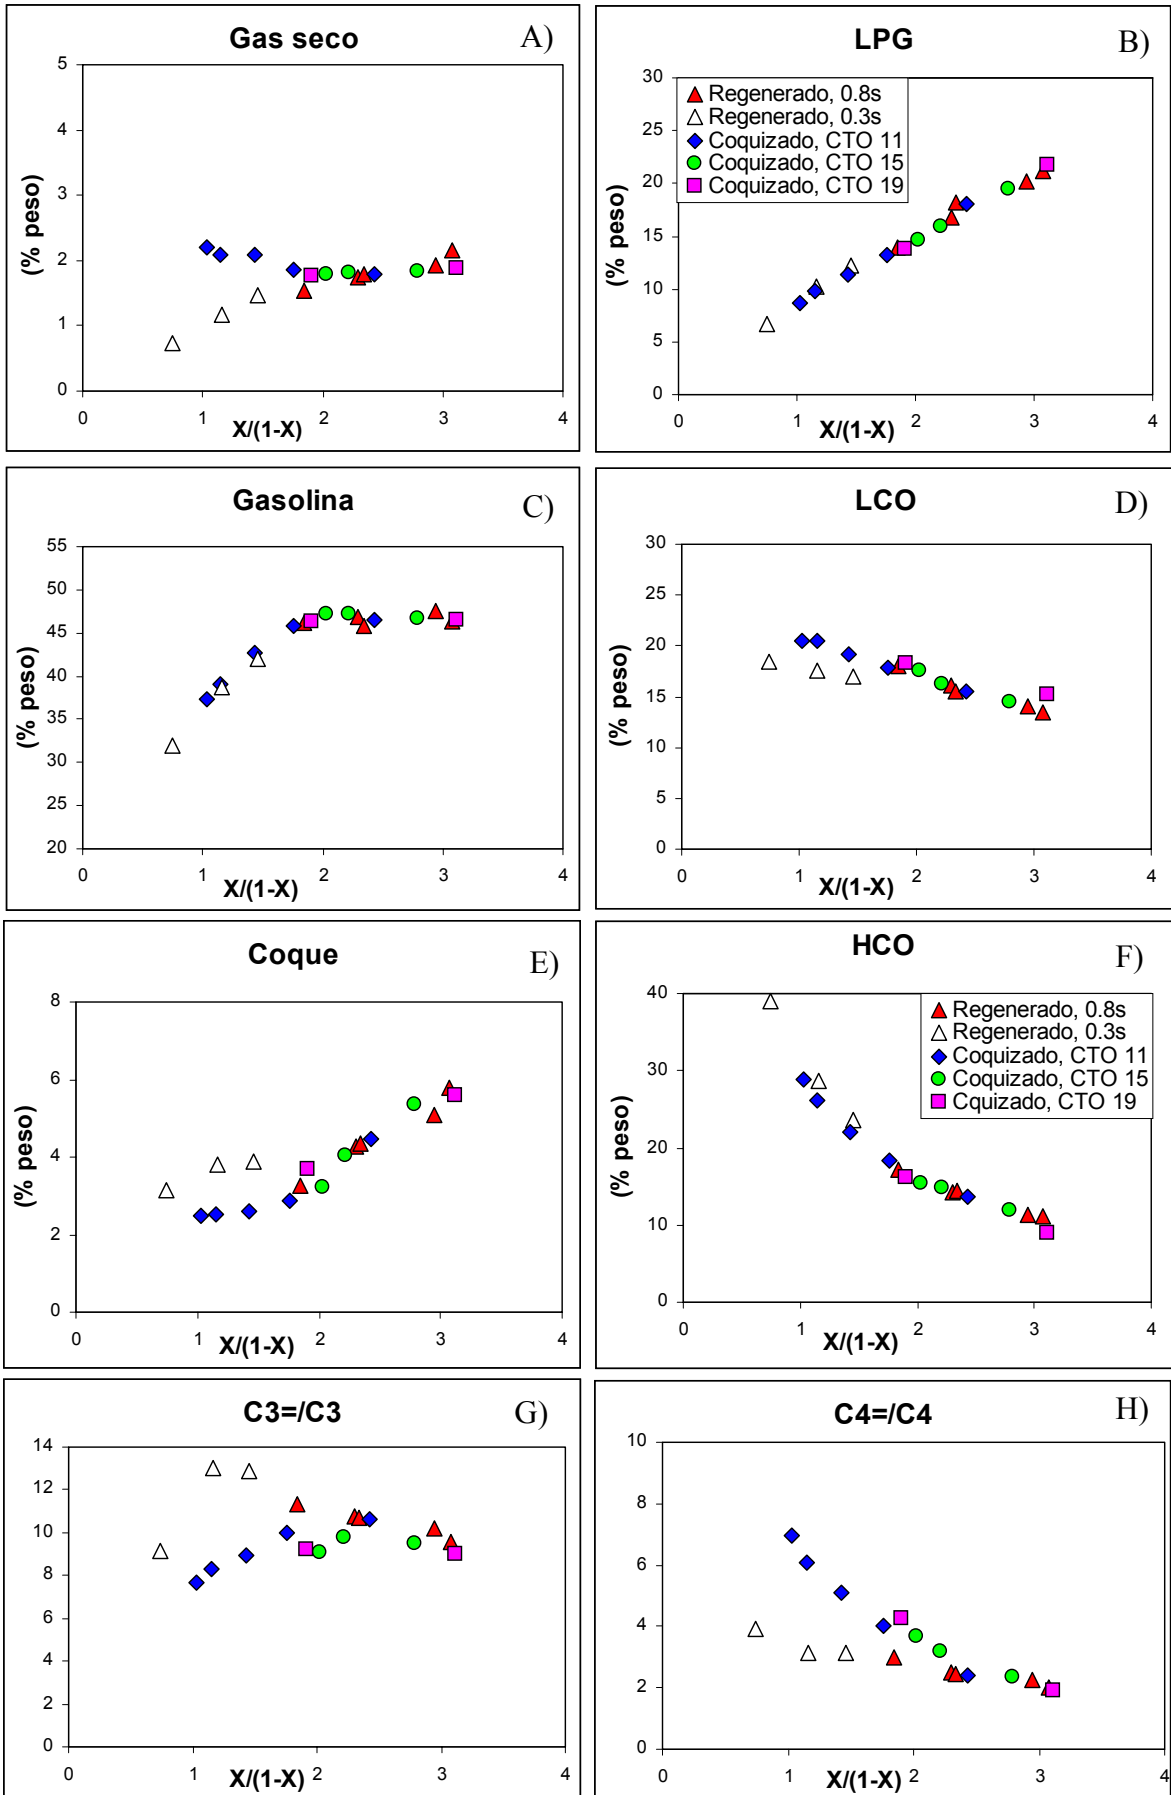 Gas seco
A)
5
4
3
2
1
0
(% peso)
0 1 2 3 4
X/(1-X)
LPG
B)
30
25
20
15
10
5
0
(% peso)
Regenerado, 0.8s
Regenerado, 0.3s
Coquizado, CTO 11
Coquizado, CTO 15
Coquizado, CTO 19
0 1 2 3 4
X/(1-X)
Gasolina
C)
55
50
45
40
35
30
25
20
(% peso)
0 1 2 3 4
X/(1-X)
LCO
D)
30
25
20
15
10
5
0
(% peso)
0 1 2 3 4
X/(1-X)
Coque
E)
8
6
4
2
0
(% peso)
0 1 2 3 4
X/(1-X)
HCO
F)
40
30
20
10
0
(% peso)
Regenerado, 0.8s
Regenerado, 0.3s
Coquizado, CTO 11
Coquizado, CTO 15
Cquizado, CTO 19
0 1 2 3 4
X/(1-X)
C3=/C3
G)
14
12
10
8
6
4
2
0
0 1 2 3 4
X/(1-X)
C4=/C4
H)
10
8
6
4
2
0
0 1 2 3 4
X/(1-X)